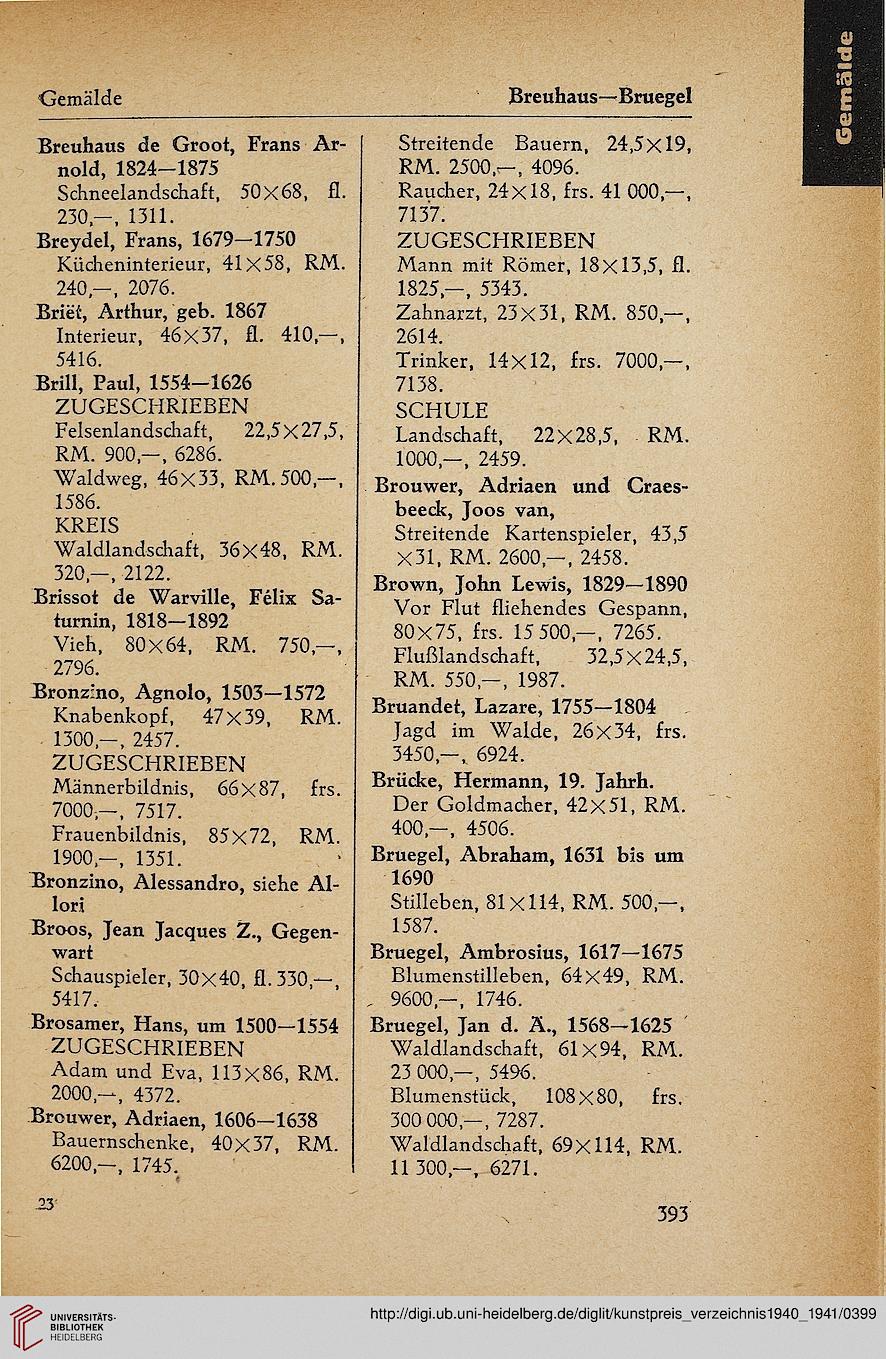 Gemälde
Breuhaus—Bruegel
Gemälde
Breuhaus de Groot, Frans Ar-
nold, 1824—1875
Schneelandschaft, 50×68, fl.
230,—, 1311.
Breydel, Frans, 1679—1750
Kücheninterieur, 41×58, RM.
240,—, 2076.
Briët, Arthur, geb. 1867
Interieur, 46×37, fl. 410,—,
5416.
Brill, Paul, 1554—1626
ZUGESCHRIEBEN
Felsenlandschaft, 22,5×27,5,
RM. 900,—, 6286.
Waldweg, 46×33, RM. 500,—,
1586.
KREIS
Waldlandschaft, 36×48, RM.
320,—, 2122.
Brissot de Warville, Félix Sa-
turnin, 1818—1892
Vieh, 80×64, RM. 750,—,
2796.
Bronzino, Agnolo, 1503—1572
Knabenkopf, 47×39, RM.
1300,—, 2457.
ZUGESCHRIEBEN
Männerbildnis, 66×87, frs.
7000,—, 7517.
Frauenbildnis, 85×72, RM.
1900,—, 1351.
Bronzino, Alessandro, siehe Al-
lori
Broos, Jean Jacques Z., Gegen-
wart
Schauspieler, 30×40, fl. 330,—,
5417.
Brosamer, Hans, um 1500—1554
ZUGESCHRIEBEN
Adam und Eva, 113×86, RM.
2000,—, 4372.
Brouwer, Adriaen, 1606—1638
Bauernschenke, 40×37, RM.
6200,—, 1745.
Streitende Bauern, 24,5×19,
RM. 2500,—, 4096.
Raucher, 24×18, frs. 41 000,—,
7137.
ZUGESCHRIEBEN
Mann mit Römer, 18×13,5, fl.
1825,—, 5343.
Zahnarzt, 23×31, RM. 850,—,
2614.
Trinker, 14×12, frs. 7000,—,
7138.
SCHULE
Landschaft, 22×28,5, RM.
1000,—, 2459.
Brouwer, Adriaen und Craes-
beeck, Joos van,
Streitende Kartenspieler, 43,5
×31, RM. 2600,—, 2458.
Brown, John Lewis, 1829—1890
Vor Flut fliehendes Gespann,
80×75, frs. 15 500,—, 7265.
Flußlandschaft, 32,5×24,5,
RM. 550,—, 1987.
Bruandet, Lazare, 1755—1804
Jagd im Walde, 26×34, frs.
3450,—, 6924.
Brücke, Hermann, 19. Jahrh.
Der Goldmacher, 42×51, RM.
400,—, 4506.
Bruegel, Abraham, 1631 bis um
1690
Stilleben, 81×114, RM. 500,—,
1587.
Bruegel, Ambrosius, 1617—1675
Blumenstilleben, 64×49, RM.
9600,—, 1746.
Bruegel, Jan d. Ä., 1568—1625
Waldlandschaft, 61×94, RM.
23 000,—, 5496.
Blumenstück, 108×80, frs.
300 000,—, 7287.
Waldlandschaft, 69×114, RM.
11 300,—, 6271.
23
393
UNIVERSITÄTS-
BIBLIOTHEK
HEIDELBERG
http://digi.ub.uni-heidelberg.de/diglit/kunstpreis_verzeichnis1940_1941/0399